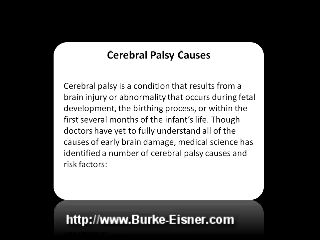 Cerebral Palsy Causes
Cerebral palsy is a condition that results from a
brain injury or abnormality that occurs during fetal
development, the birthing process, or within the
first several months of the infant's life. Though
doctors have yet to fully understand all of the
causes of early brain damage, medical science has
identified a number of cerebral palsy causes and
risk factors:
http://www.Burke-Eisner.com